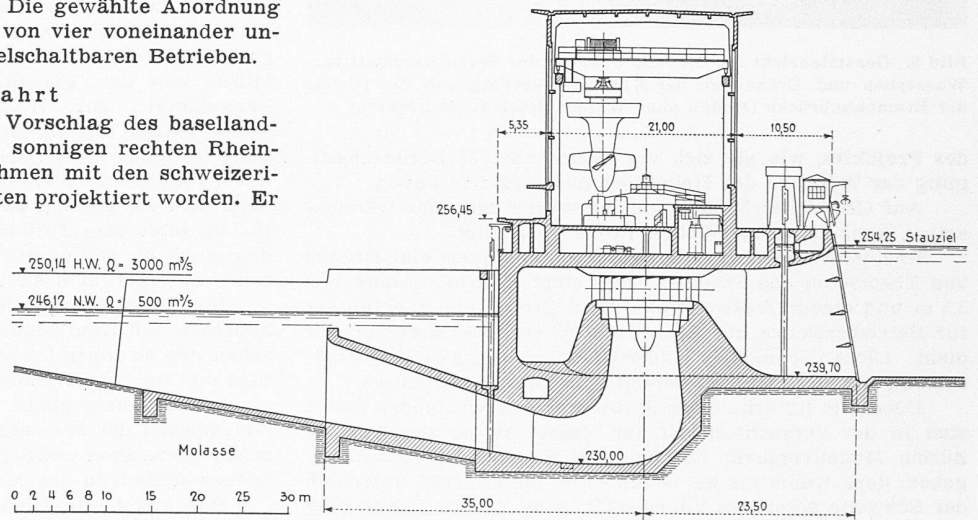 Die gewählte Anordnung
von vier voneinander un-
elschaltbaren Betrieben.
ahrt
Vorschlag des baselland-
sonnigen rechten Rhein-
hmen mit den schweizeri-
ten projektiert worden. Er
5,35
21,00
10,50
256,45
254,25 Stauziel
250,14 H.W. Q = 3000 m³/s
246,12 N.W. Q = 500 m³/s
239,70
Molasse
230,00
0 2 4 6 8 10 15 20 25 30 m
35,00
23,50